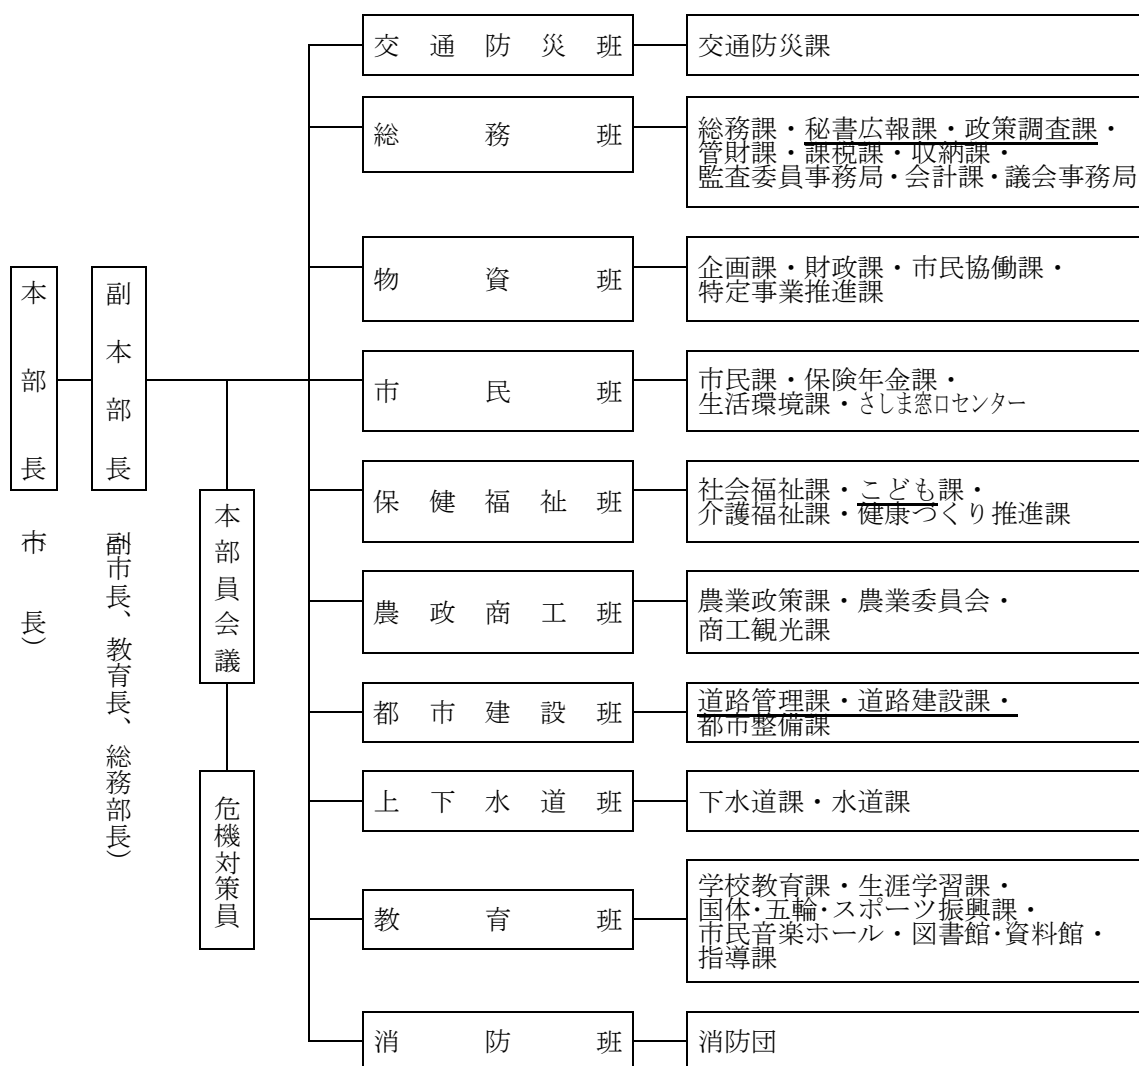 本部長
（市長）
副本部長
（副市長、教育長、総務部長）
本部員会議
危機対策員
交通防災班
交通防災課
総務班
総務課・秘書広報課・政策調査課・
管財課・課税課・収納課・
監査委員事務局・会計課・議会事務局
物資班
企画課・財政課・市民協働課・
特定事業推進課
市民班
市民課・保険年金課・
生活環境課・さしま窓口センター
保健福祉班
社会福祉課・こども課・
介護福祉課・健康づくり推進課
農政商工班
農業政策課・農業委員会・
商工観光課
都市建設班
道路管理課・道路建設課・
都市整備課
上下水道班
下水道課・水道課
教育班
学校教育課・生涯学習課・
国体・五輪・スポーツ振興課・
市民音楽ホール・図書館・資料館・
指導課
消防班
消防団